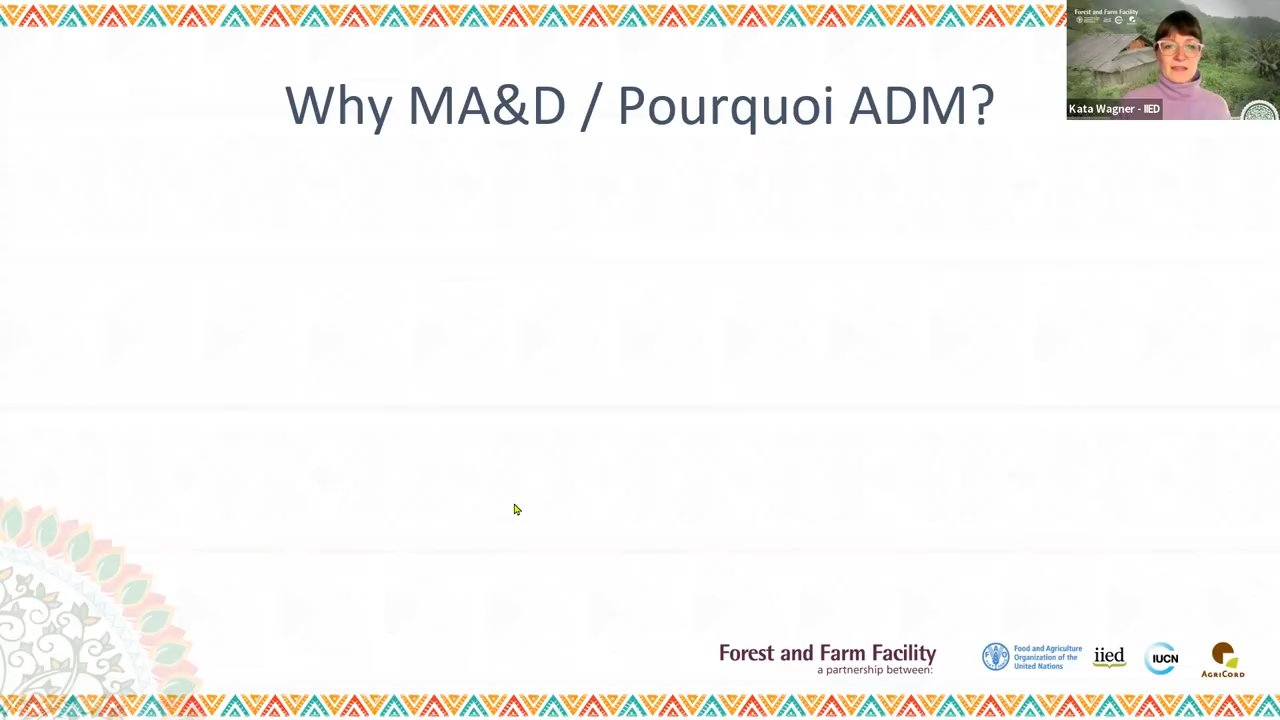 Forest and Farm Facility
Why MA&D / Pourquoi ADM?
Kata Wagner - IIED
Forest and Farm Facility
a partnership between:
Food and Agriculture
Organization of the
United Nations
iied
IUCN
AGRICORD